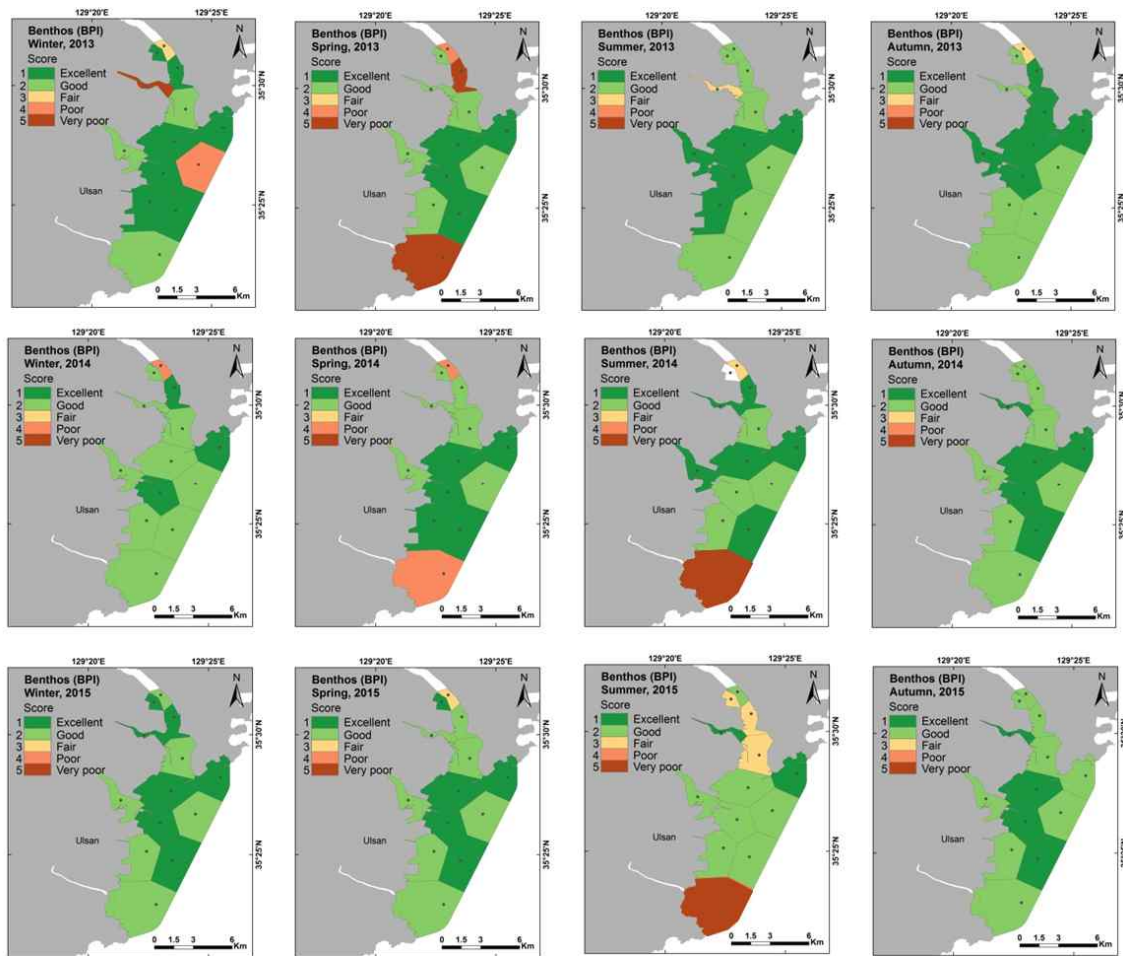 129°20'E 129°25'E
Benthos (BPI)
Winter, 2013
N
Score
1 Excellent
2 Good
3 Fair
4 Poor
5 Very poor
35°30'N
Ulsan
35°25'N
0 1.5 3 6
Km
129°20'E 129°25'E
Benthos (BPI)
Spring, 2013
N
Score
1 Excellent
2 Good
3 Fair
4 Poor
5 Very poor
35°30'N
Ulsan
35°25'N
0 1.5 3 6
Km
129°20'E 129°25'E
Benthos (BPI)
Summer, 2013
N
Score
1 Excellent
2 Good
3 Fair
4 Poor
5 Very poor
35°30'N
Ulsan
35°25'N
0 1.5 3 6
Km
129°20'E 129°25'E
Benthos (BPI)
Autumn, 2013
N
Score
1 Excellent
2 Good
3 Fair
4 Poor
5 Very poor
35°30'N
Ulsan
35°25'N
0 1.5 3 6
Km
129°20'E 129°25'E
Benthos (BPI)
Winter, 2014
N
Score
1 Excellent
2 Good
3 Fair
4 Poor
5 Very poor
35°30'N
Ulsan
35°25'N
0 1.5 3 6
Km
129°20'E 129°25'E
Benthos (BPI)
Spring, 2014
N
Score
1 Excellent
2 Good
3 Fair
4 Poor
5 Very poor
35°30'N
Ulsan
35°25'N
0 1.5 3 6
Km
129°20'E 129°25'E
Benthos (BPI)
Summer, 2014
N
Score
1 Excellent
2 Good
3 Fair
4 Poor
5 Very poor
35°30'N
Ulsan
35°25'N
0 1.5 3 6
Km
129°20'E 129°25'E
Benthos (BPI)
Autumn, 2014
N
Score
1 Excellent
2 Good
3 Fair
4 Poor
5 Very poor
35°30'N
Ulsan
35°25'N
0 1.5 3 6
Km
129°20'E 129°25'E
Benthos (BPI)
Winter, 2015
N
Score
1 Excellent
2 Good
3 Fair
4 Poor
5 Very poor
35°30'N
Ulsan
35°25'N
0 1.5 3 6
Km
129°20'E 129°25'E
Benthos (BPI)
Spring, 2015
N
Score
1 Excellent
2 Good
3 Fair
4 Poor
5 Very poor
35°30'N
Ulsan
35°25'N
0 1.5 3 6
Km
129°20'E 129°25'E
Benthos (BPI)
Summer, 2015
N
Score
1 Excellent
2 Good
3 Fair
4 Poor
5 Very poor
35°30'N
Ulsan
35°25'N
0 1.5 3 6
Km
129°20'E 129°25'E
Benthos (BPI)
Autumn, 2015
N
Score
1 Excellent
2 Good
3 Fair
4 Poor
5 Very poor
Ulsan
0 1.5 3 6
Km